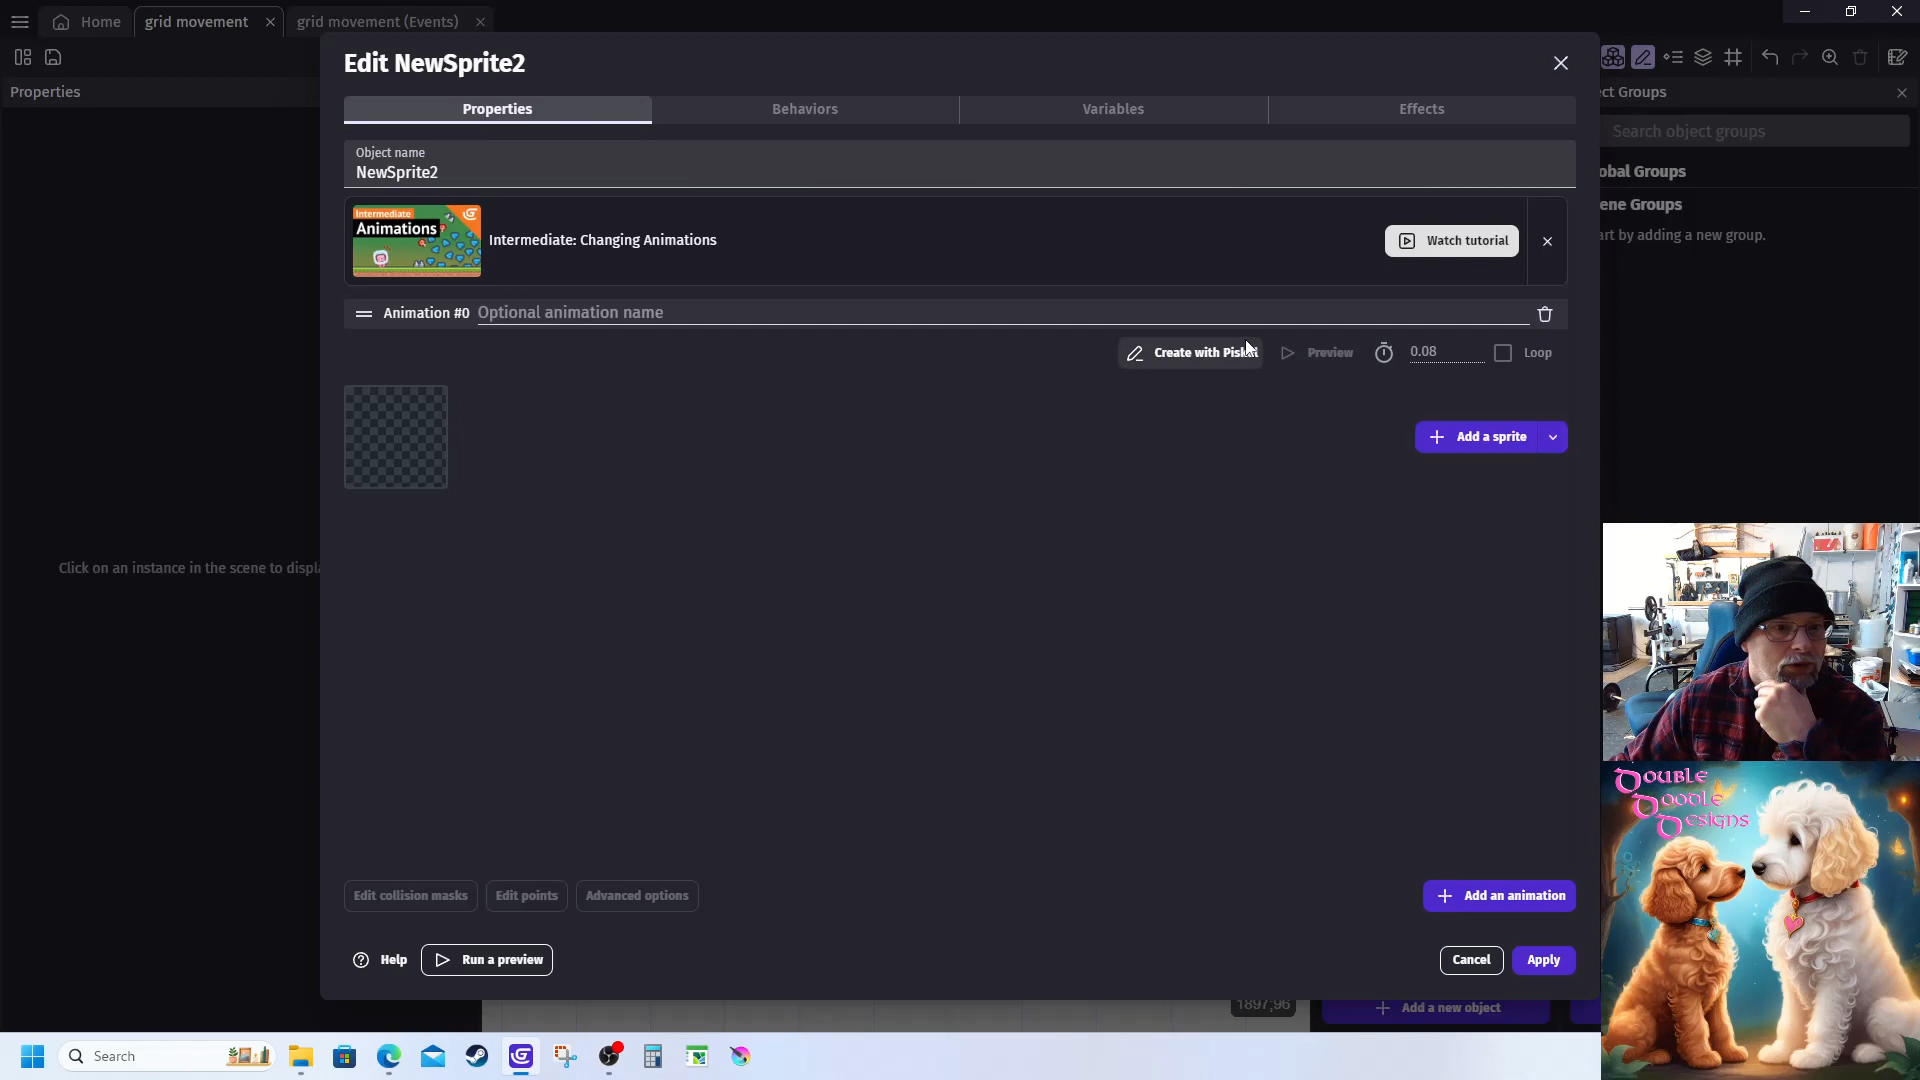 Home
grid movement
grid movement (Events)
Edit NewSprite2
Properties
ct Groups
Properties
Behaviors
Variables
Effects
Search object groups
Object name
NewSprite2
obal Groups
Intermediate
Animations
Intermediate: Changing Animations
Watch tutorial
ene Groups
art by adding a new group.
Animation #0
Optional animation name
Create with Pisk
Preview
0.08
Loop
Add a sprite
Click on an instance in the scene to displa
Double
Doodle
Designs
Edit collision masks
Edit points
Advanced options
Add an animation
Help
Run a preview
Cancel
Apply
1897;96
Add a new object
Search